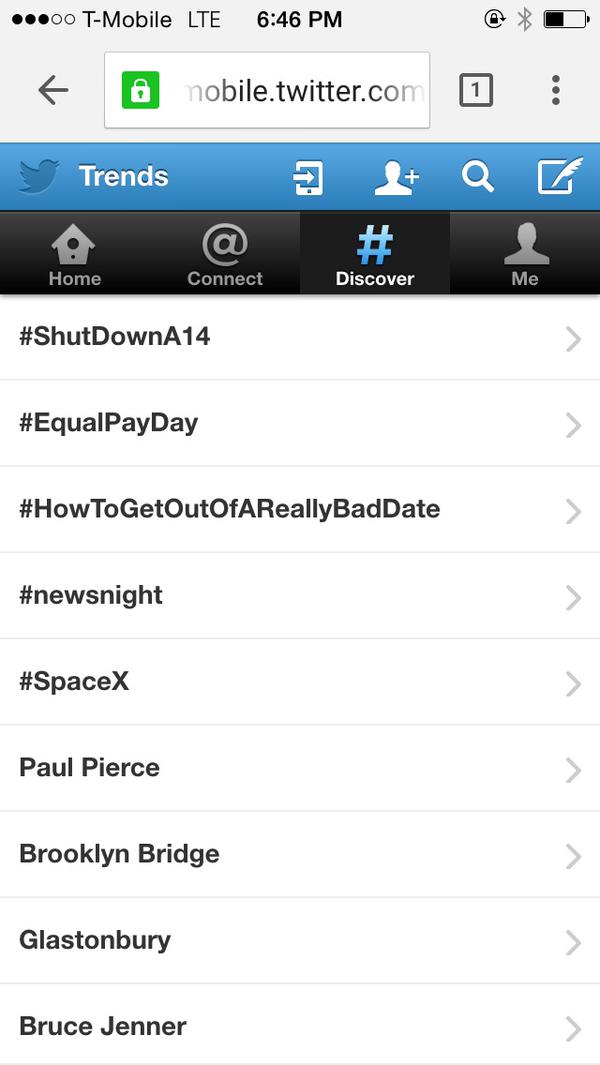 T-Mobile LTE 6:46 PM
mobile.twitter.com 1
Trends
Home Connect Discover Me
#ShutDownA14
#EqualPayDay
#HowToGetOutOfAReallyBadDate
#newsnight
#SpaceX
Paul Pierce
Brooklyn Bridge
Glastonbury
Bruce Jenner